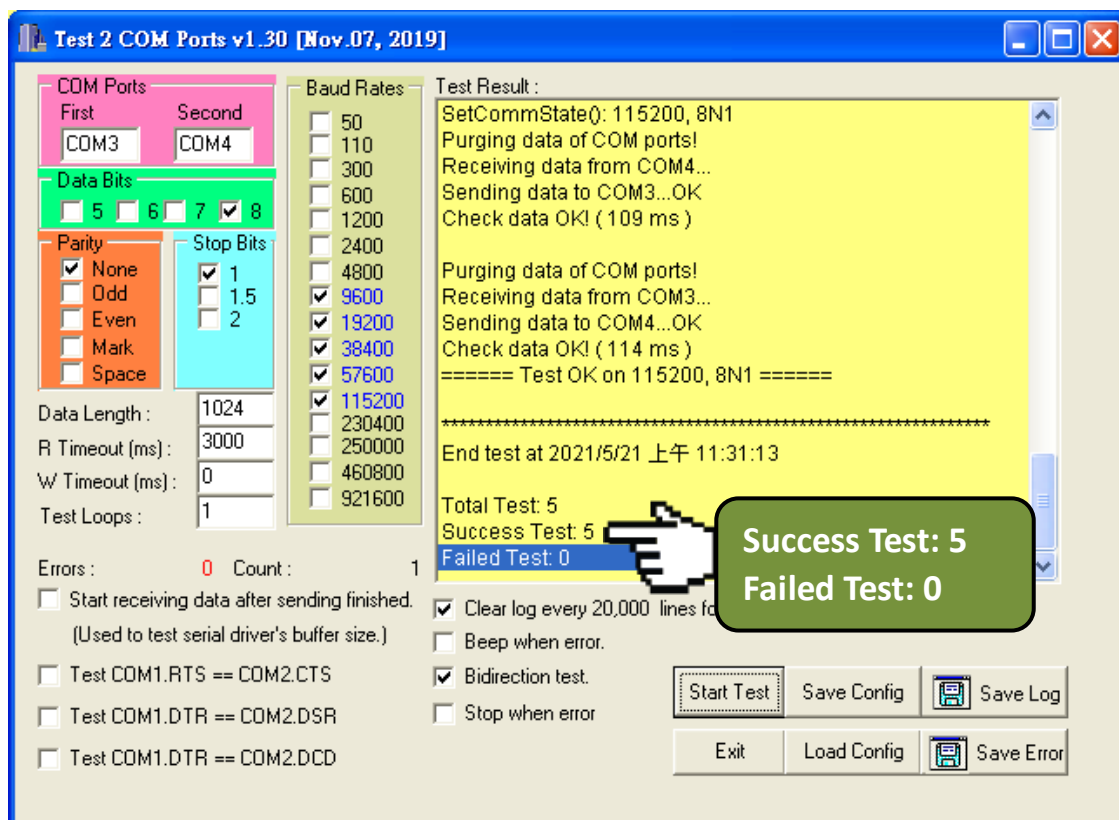 Test 2 COM Ports v1.30 [Nov.07, 2019]
COM Ports
First Second
COM3 COM4
Data Bits
5 6 7 8
Parity
None
Odd
Even
Mark
Space
Stop Bits
1
1.5
2
Data Length : 1024
R Timeout (ms) : 3000
W Timeout (ms) : 0
Test Loops : 1
Baud Rates
50
110
300
600
1200
2400
4800
9600
19200
38400
57600
115200
230400
250000
460800
921600
Test Result :
SetCommState(): 115200, 8N1
Purging data of COM ports!
Receiving data from COM4...
Sending data to COM3...OK
Check data OK! ( 109 ms )
Purging data of COM ports!
Receiving data from COM3...
Sending data to COM4...OK
Check data OK! ( 114 ms )
====== Test OK on 115200, 8N1 ======
******************************************************************************
End test at 2021/5/21 上午 11:31:13
Total Test: 5
Success Test: 5
Failed Test: 0
Success Test: 5
Failed Test: 0
Errors : 0 Count : 1
Start receiving data after sending finished.
(Used to test serial driver's buffer size.)
Test COM1.RTS == COM2.CTS
Test COM1.DTR == COM2.DSR
Test COM1.DTR == COM2.DCD
Clear log every 20,000 lines
Beep when error.
Bidirection test.
Stop when error
Start Test Save Config Save Log
Exit Load Config Save Error